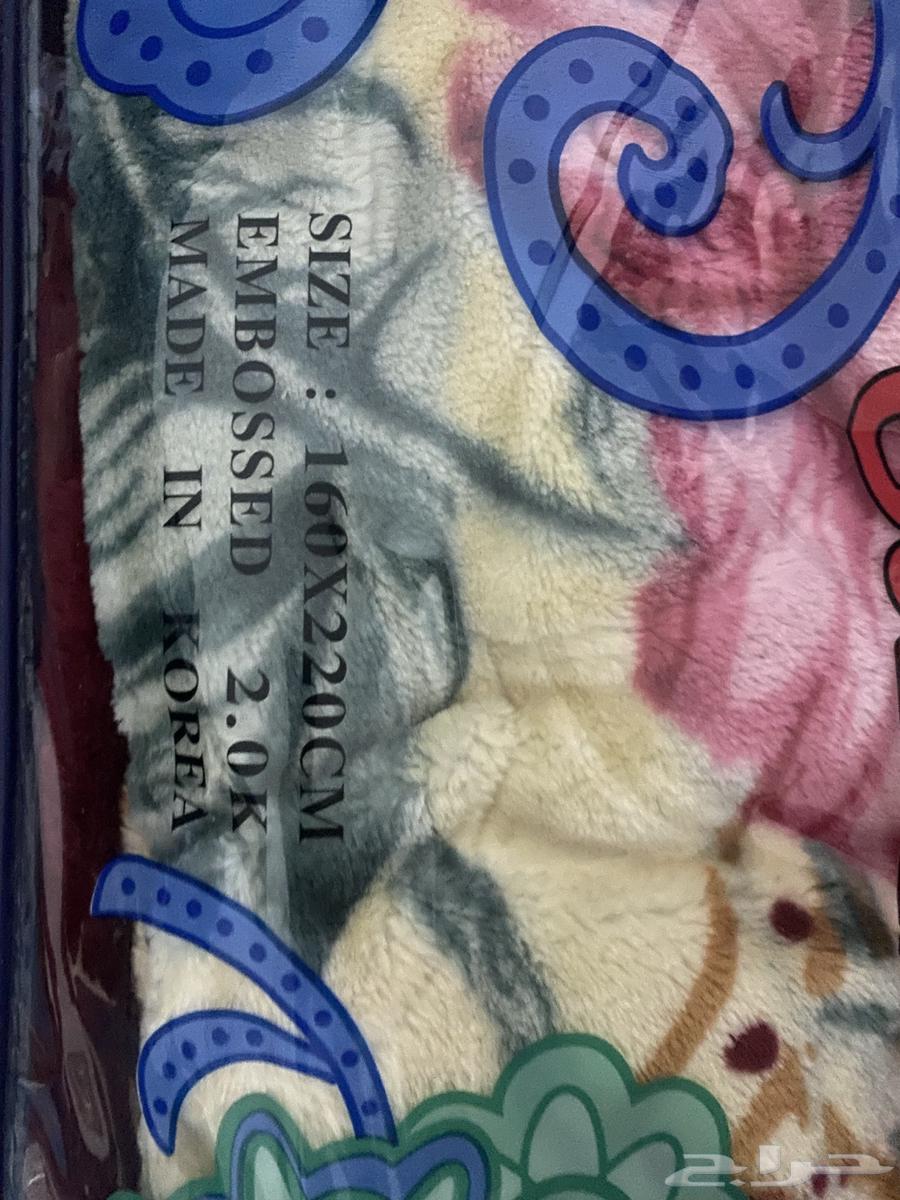 SIZE : 160X220CM
EMBOSSED 2.0K
MADE IN KOREA
حراج